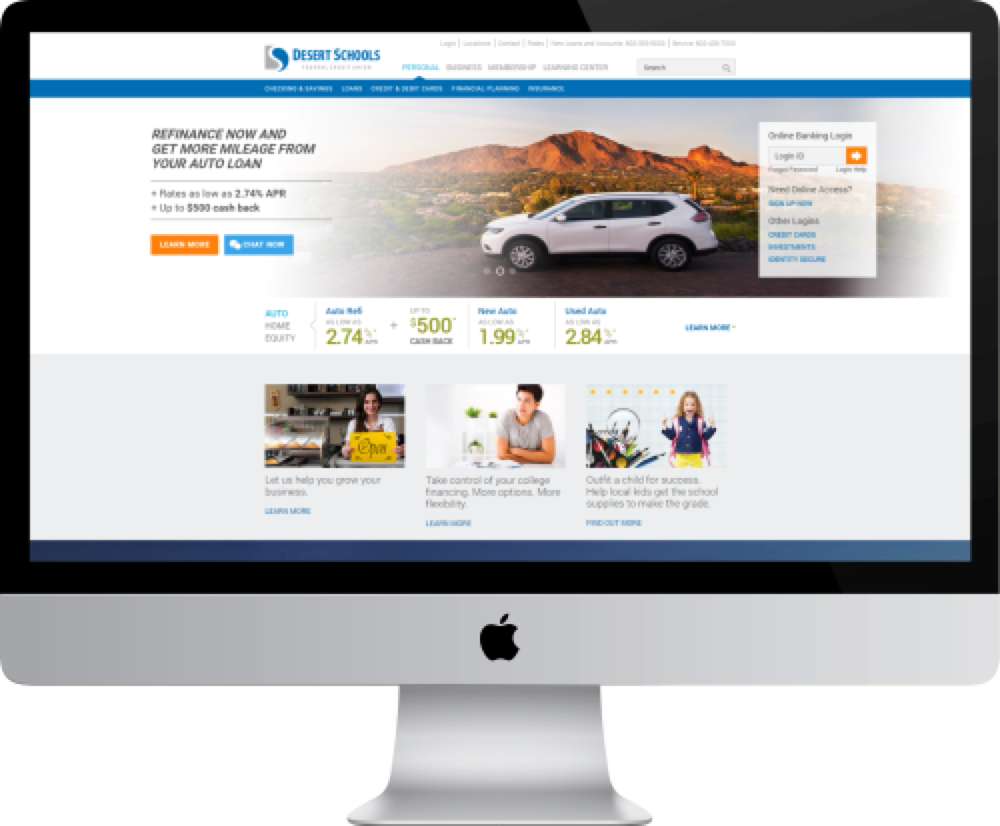 Login | Locations | Contact | Rates | New Loans and Accounts
DESERT SCHOOLS
FEDERAL CREDIT UNION
PERSONAL BUSINESS MEMBERSHIP LEARNING CENTER
Search
CHECKING & SAVINGS LOANS CREDIT & DEBIT CARDS FINANCIAL PLANNING INSURANCE
REFINANCE NOW AND
GET MORE MILEAGE FROM
YOUR AUTO LOAN
+ Rates as low as 2.74% APR
+ Up to $500 cash back
LEARN MORE CHAT NOW
Online Banking Login
Login ID
Forgot Password Login Help
Need Online Access?
SIGN UP NOW
Other Logins
CREDIT CARDS
INVESTMENTS
IDENTITY SECURE
AUTO
HOME
EQUITY
Auto Refi
AS LOW AS
2.74%* APR
+
UP TO
$500*
CASH BACK
New Auto
AS LOW AS
1.99%* APR
Used Auto
AS LOW AS
2.84%* APR
LEARN MORE
Open
Let us help you grow your
business.
LEARN MORE
Take control of your college
financing. More options. More
flexibility.
LEARN MORE
Outfit a child for success.
Help local kids get the school
supplies to make the grade.
FIND OUT MORE